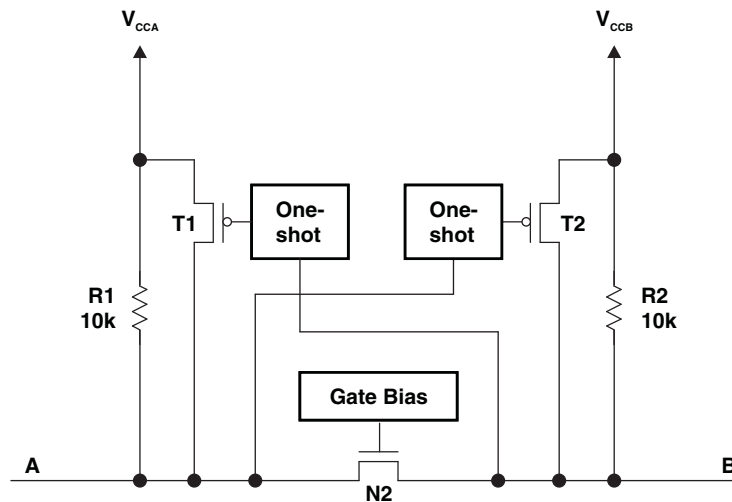 VCCA
VCCB
One-
shot
One-
shot
T1
T2
R1
10k
R2
10k
Gate Bias
A
B
N2